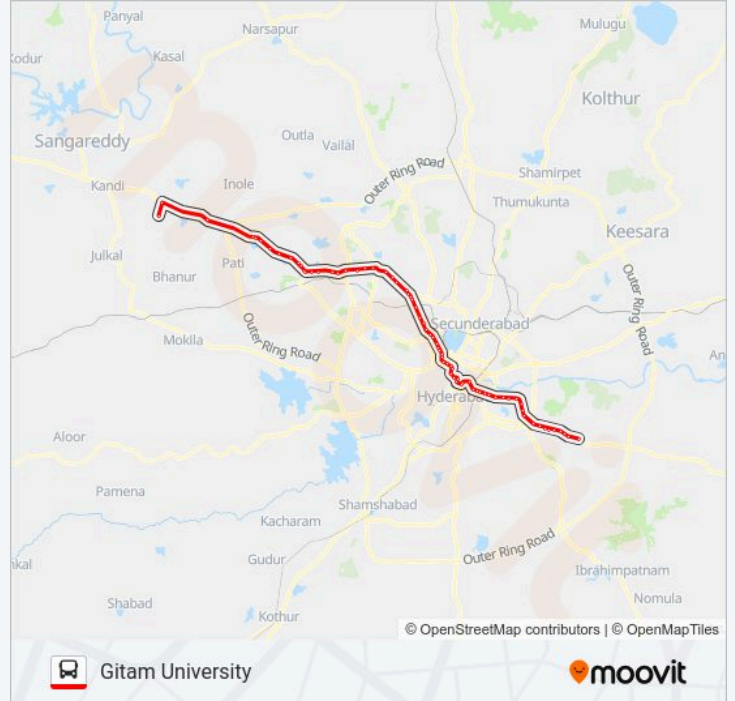 Panyal
Mulugu
Narsapur
Kodur
Kasal
Kolthur
Outla
Sangareddy
Vailal
Outer Ring Road
Shamirpet
Kandi
Inole
Thumukunta
Keesara
Julkal
Pati
Bhanur
Outer Ring Road
Outer Ring Road
Secunderabad
Mokila
An
Hyderabad
Aloor
Pamena
Shamshabad
Kacharam
Outer Ring Road
Gudur
nkal
Ibrahimpatnam
Shabad
Nomula
Kothur
© OpenStreetMap contributors | © OpenMapTiles
Gitam University
moovit